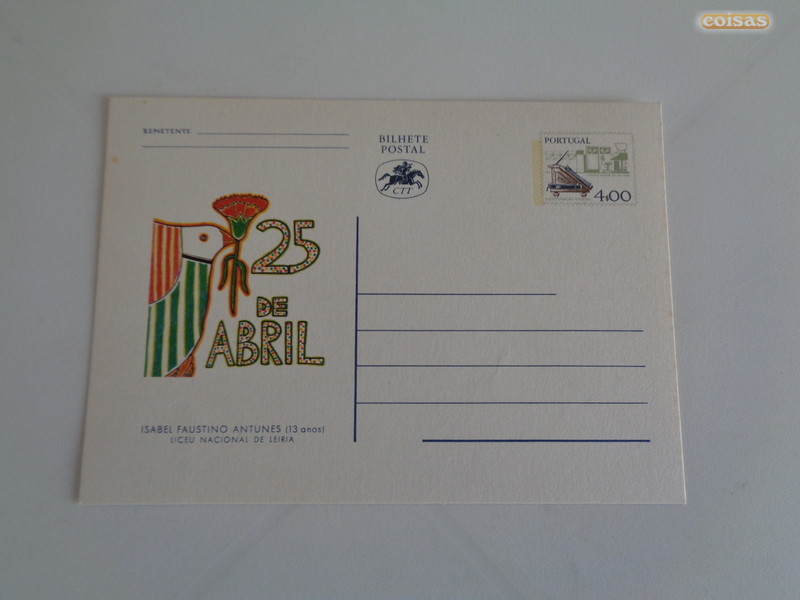 coisas
REMETENTE
BILHETE
POSTAL
CTT
PORTUGAL
4.00
25
DE
ABRIL
ISABEL FAUSTINO ANTUNES (13 anos)
LICEU NACIONAL DE LEIRIA